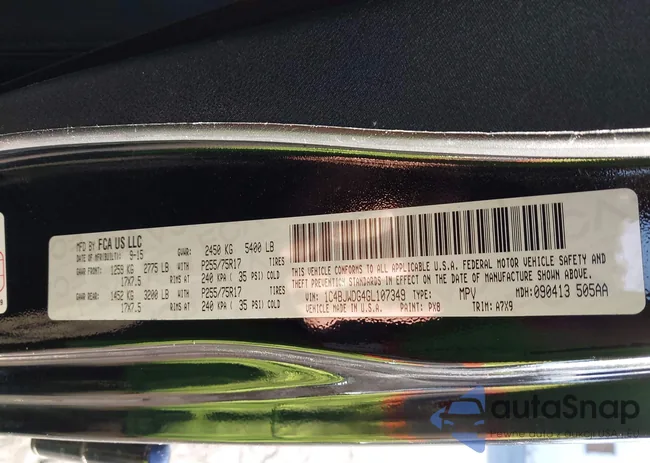 MFD BY FCA US LLC
DATE OF MFR(BUILT): 9-15
GVWR: 2450 KG 5400 LB
GAWR FRONT: 1259 KG 2775 LB WITH P255/75R17 TIRES
17X7.5 RIMS AT 240 KPA ( 35 PSI) COLD
GAWR REAR: 1452 KG 3200 LB WITH P255/75R17 TIRES
17X7.5 RIMS AT 240 KPA ( 35 PSI) COLD
THIS VEHICLE CONFORMS TO ALL APPLICABLE U.S.A. FEDERAL MOTOR VEHICLE SAFETY AND
THEFT PREVENTION STANDARDS IN EFFECT ON THE DATE OF MANUFACTURE SHOWN ABOVE.
VIN: 1C4BJWDG4GL107349 TYPE: MPV MDH: 090413 505AA
VEHICLE MADE IN U.S.A. PAINT: PX8 TRIM: A7X9
autaSnap
Pewne auto